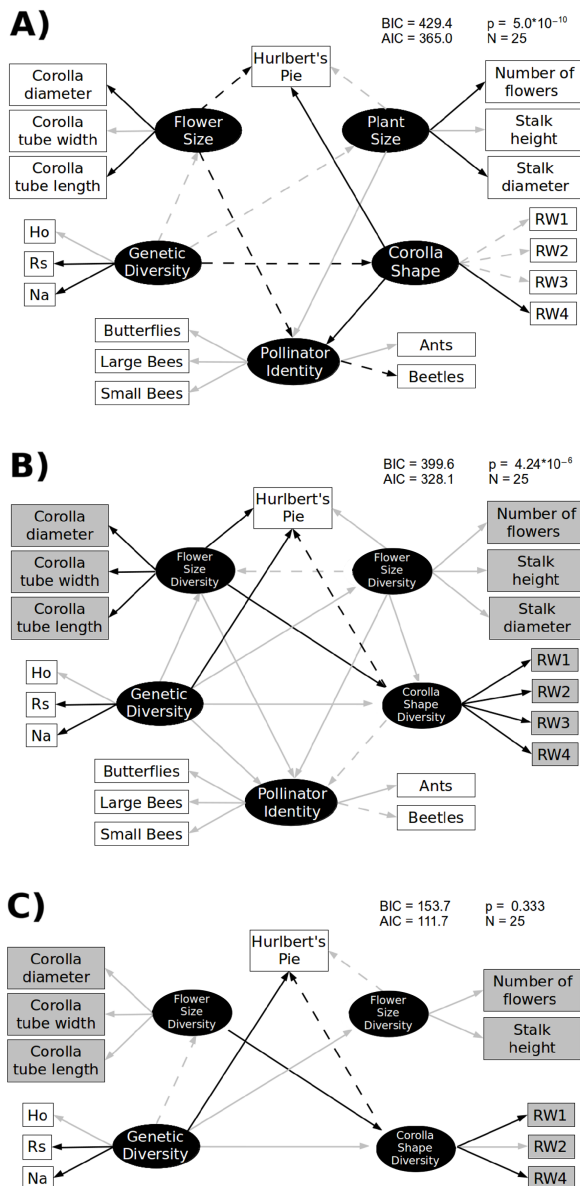 A)
BIC = 429.4 p = 5.0*10⁻¹⁰
AIC = 365.0 N = 25
Hurlbert's
Pie
Corolla
diameter
Corolla
tube width
Corolla
tube length
Flower
Size
Plant
Size
Number of
flowers
Stalk
height
Stalk
diameter
Ho
Rs
Na
Genetic
Diversity
Corolla
Shape
RW1
RW2
RW3
RW4
Butterflies
Large Bees
Small Bees
Pollinator
Identity
Ants
Beetles
B)
BIC = 399.6 p = 4.24*10⁻⁶
AIC = 328.1 N = 25
Hurlbert's
Pie
Corolla
diameter
Corolla
tube width
Corolla
tube length
Flower
Size
Diversity
Flower
Size
Diversity
Number of
flowers
Stalk
height
Stalk
diameter
Ho
Rs
Na
Genetic
Diversity
Corolla
Shape
Diversity
RW1
RW2
RW3
RW4
Butterflies
Large Bees
Small Bees
Pollinator
Identity
Ants
Beetles
C)
BIC = 153.7 p = 0.333
AIC = 111.7 N = 25
Hurlbert's
Pie
Corolla
diameter
Corolla
tube width
Corolla
tube length
Flower
Size
Diversity
Flower
Size
Diversity
Number of
flowers
Stalk
height
Ho
Rs
Na
Genetic
Diversity
Corolla
Shape
Diversity
RW1
RW2
RW4